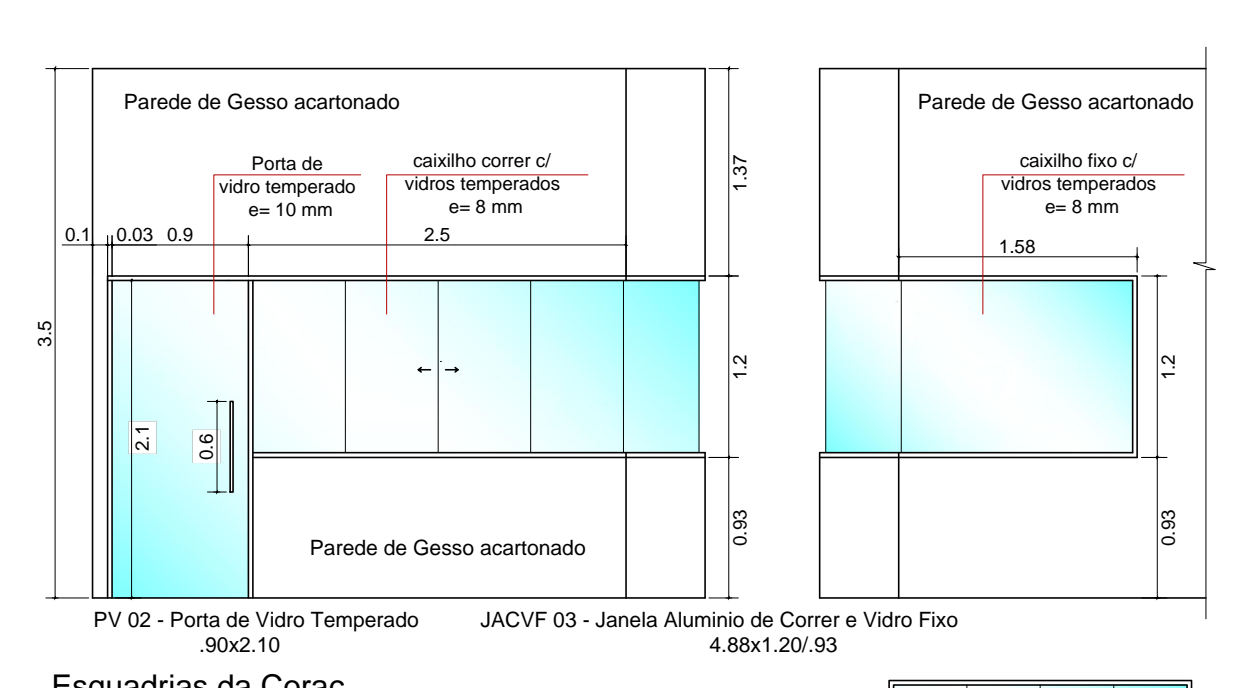 Parede de Gesso acartonado
Parede de Gesso acartonado
Porta de
vidro temperado
e= 10 mm
caixilho correr c/
vidros temperados
e= 8 mm
caixilho fixo c/
vidros temperados
e= 8 mm
1.37
0.1
0.03
0.9
2.5
1.58
3.5
1.2
1.2
2.1
0.6
0.93
0.93
Parede de Gesso acartonado
PV 02 - Porta de Vidro Temperado
.90x2.10
JACVF 03 - Janela Aluminio de Correr e Vidro Fixo
4.88x1.20/.93
Esquadrias da Corac